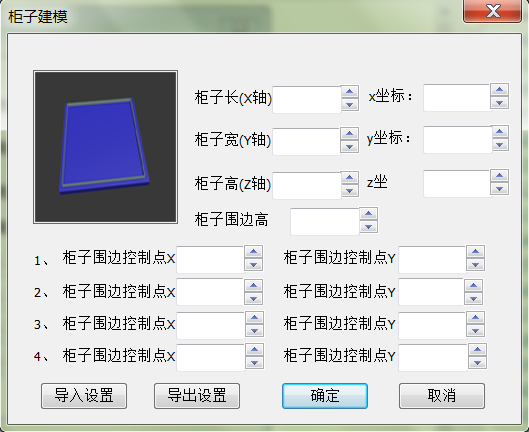 柜子建模
柜子长(X轴) x坐标：
柜子宽(Y轴) y坐标：
柜子高(Z轴) z坐
柜子围边高
1、 柜子围边控制点X 柜子围边控制点Y
2、 柜子围边控制点X 柜子围边控制点Y
3、 柜子围边控制点X 柜子围边控制点Y
4、 柜子围边控制点X 柜子围边控制点Y
导入设置 导出设置 确定 取消